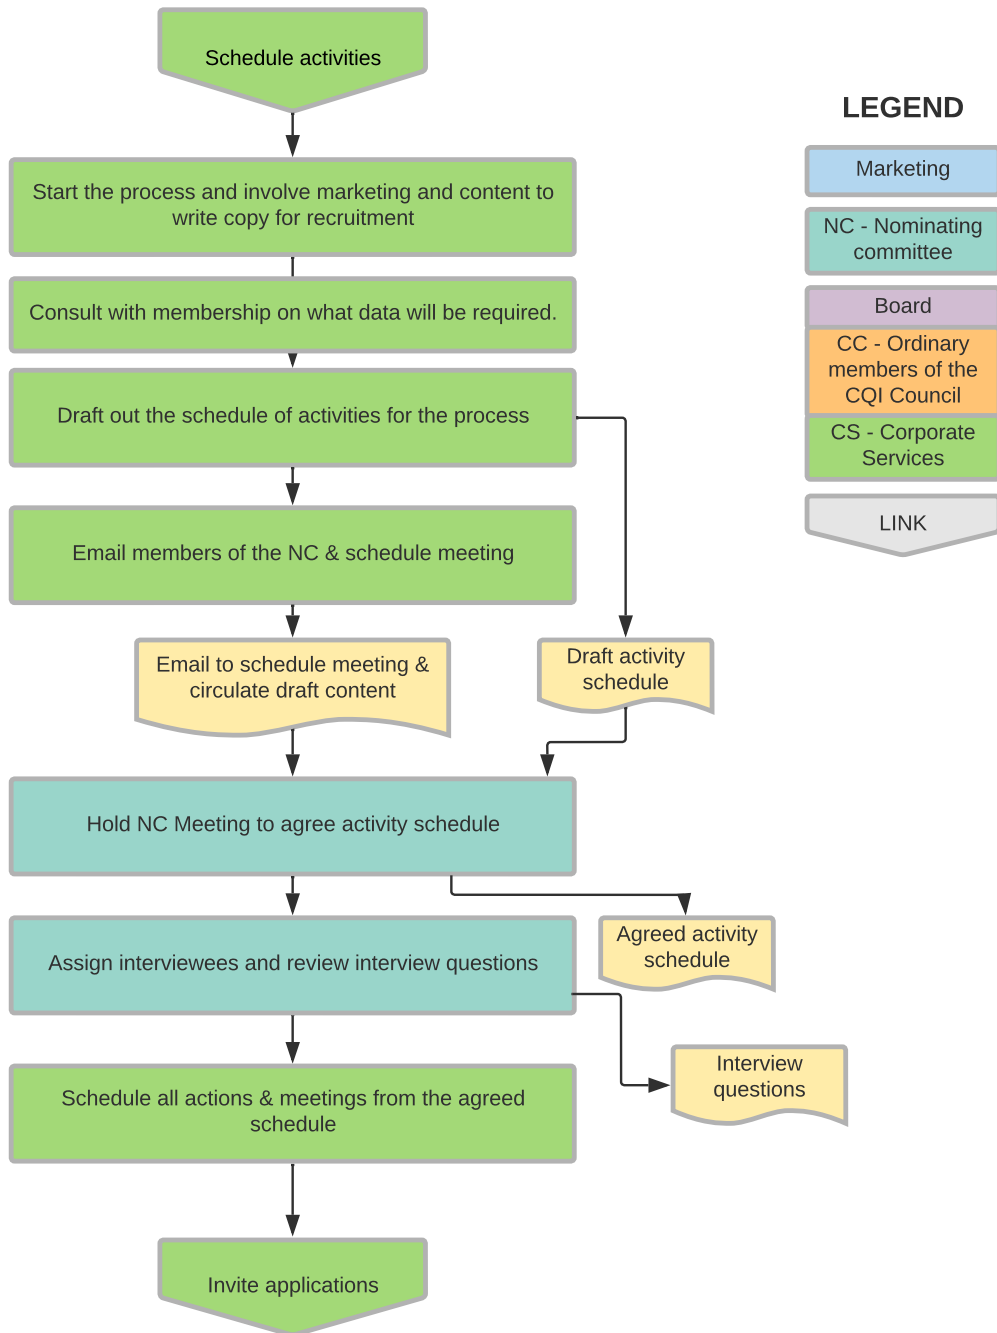 Schedule activities
LEGEND
Marketing
NC - Nominating
committee
Board
CC - Ordinary
members of the
CQI Council
CS - Corporate
Services
LINK
Start the process and involve marketing and content to
write copy for recruitment
Consult with membership on what data will be required.
Draft out the schedule of activities for the process
Email members of the NC & schedule meeting
Email to schedule meeting &
circulate draft content
Draft activity
schedule
Hold NC Meeting to agree activity schedule
Agreed activity
schedule
Assign interviewees and review interview questions
Interview
questions
Schedule all actions & meetings from the agreed
schedule
Invite applications